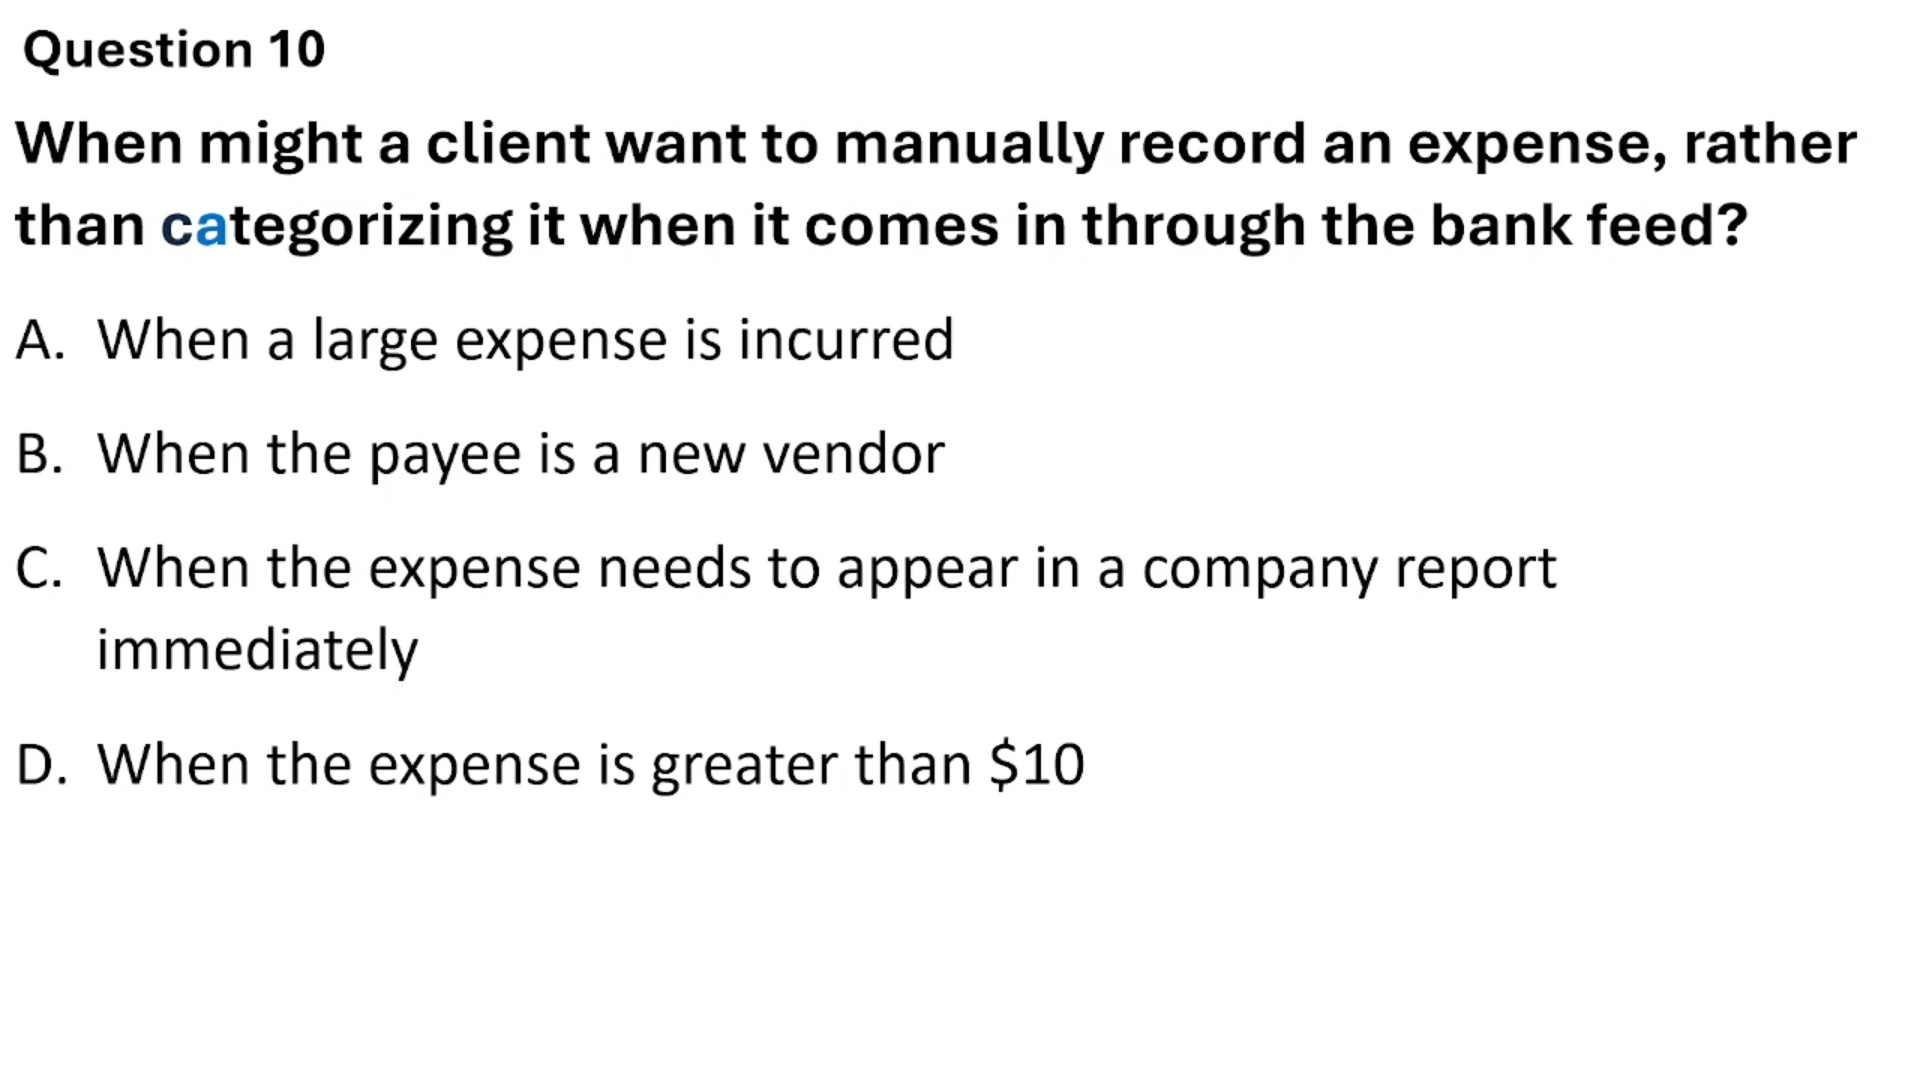 Question 10
When might a client want to manually record an expense, rather
than categorizing it when it comes in through the bank feed?
A. When a large expense is incurred
B. When the payee is a new vendor
C. When the expense needs to appear in a company report
immediately
D. When the expense is greater than $10